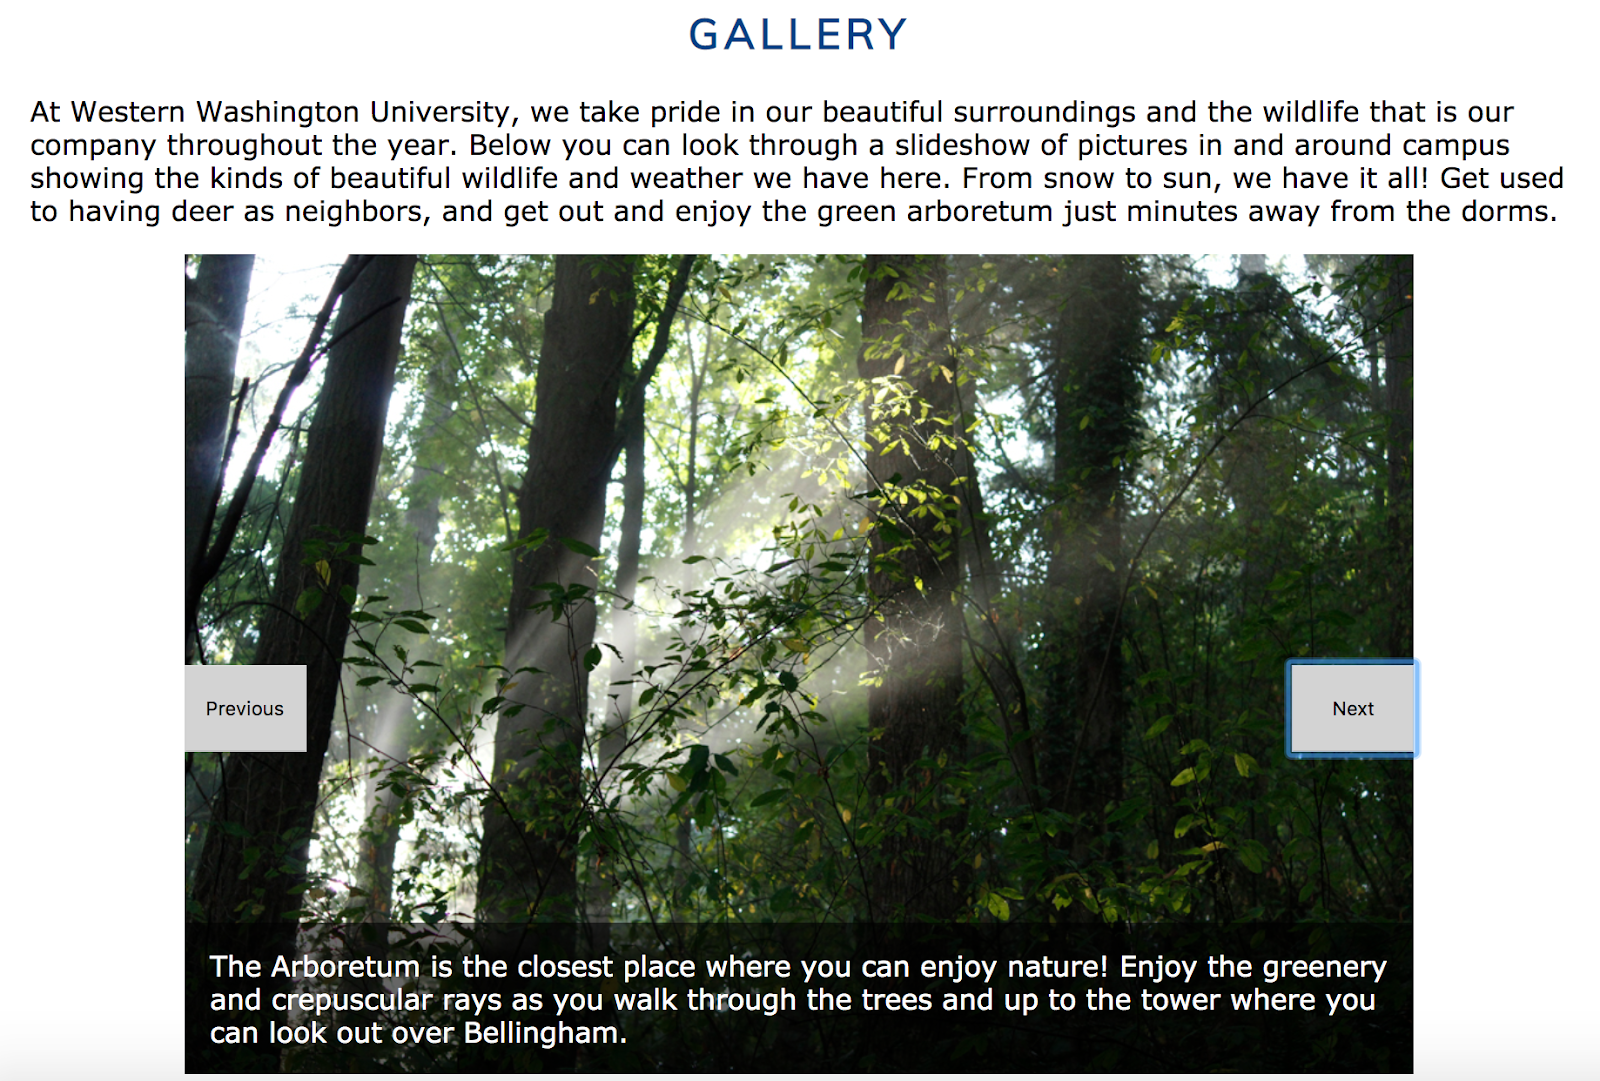 GALLERY
At Western Washington University, we take pride in our beautiful surroundings and the wildlife that is our
company throughout the year. Below you can look through a slideshow of pictures in and around campus
showing the kinds of beautiful wildlife and weather we have here. From snow to sun, we have it all! Get used
to having deer as neighbors, and get out and enjoy the green arboretum just minutes away from the dorms.
Previous
Next
The Arboretum is the closest place where you can enjoy nature! Enjoy the greenery
and crepuscular rays as you walk through the trees and up to the tower where you
can look out over Bellingham.